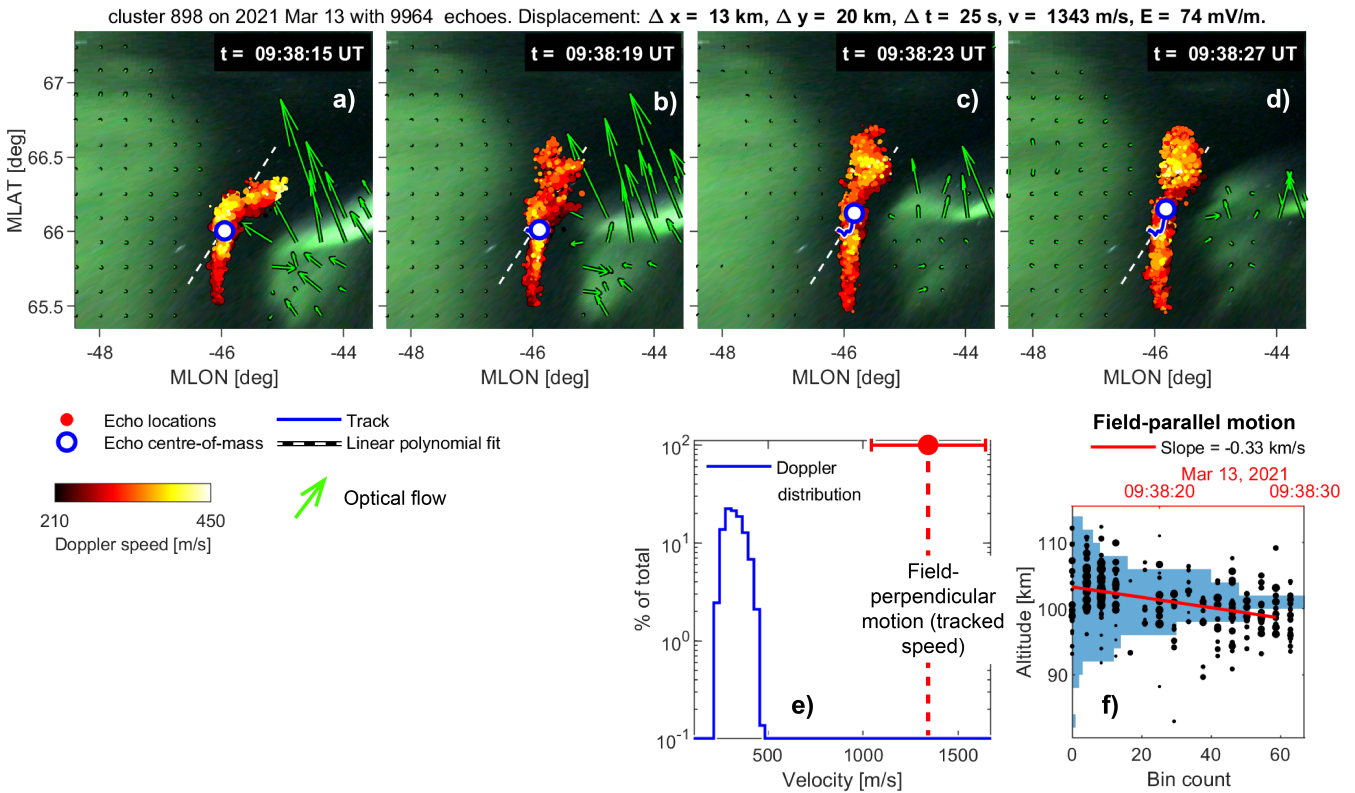 cluster 898 on 2021 Mar 13 with 9964 echoes. Displacement: Δ x = 13 km, Δ y = 20 km, Δ t = 25 s, v = 1343 m/s, E = 74 mV/m.
t = 09:38:15 UT
t = 09:38:19 UT
t = 09:38:23 UT
t = 09:38:27 UT
a)
b)
c)
d)
MLAT [deg]
67
66.5
66
65.5
-48 -46 -44
-48 -46 -44
-48 -46 -44
-48 -46 -44
MLON [deg]
MLON [deg]
MLON [deg]
MLON [deg]
Echo locations
Echo centre-of-mass
Track
Linear polynomial fit
Optical flow
210 450
Doppler speed [m/s]
% of total
10²
10¹
10⁰
10⁻¹
Doppler
distribution
Field-
perpendicular
motion (tracked
speed)
e)
500 1000 1500
Velocity [m/s]
Field-parallel motion
Slope = -0.33 km/s
Mar 13, 2021
09:38:20 09:38:30
Altitude [km]
110
100
90
f)
0 20 40 60
Bin count